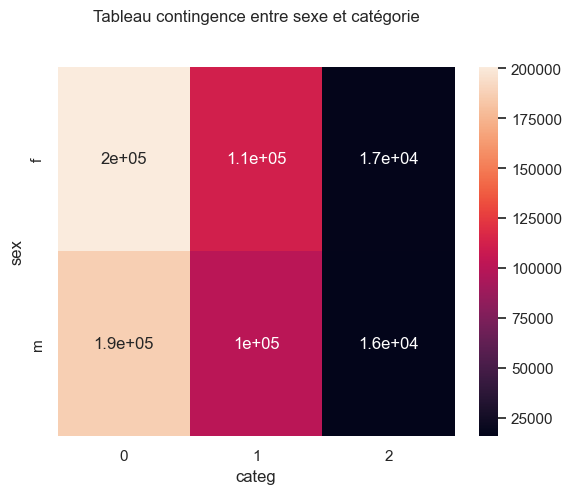 Tableau contingence entre sexe et catégorie
200000
175000
150000
125000
100000
75000
50000
25000
f
2e+05
1.1e+05
1.7e+04
sex
m
1.9e+05
1e+05
1.6e+04
0
1
2
categ